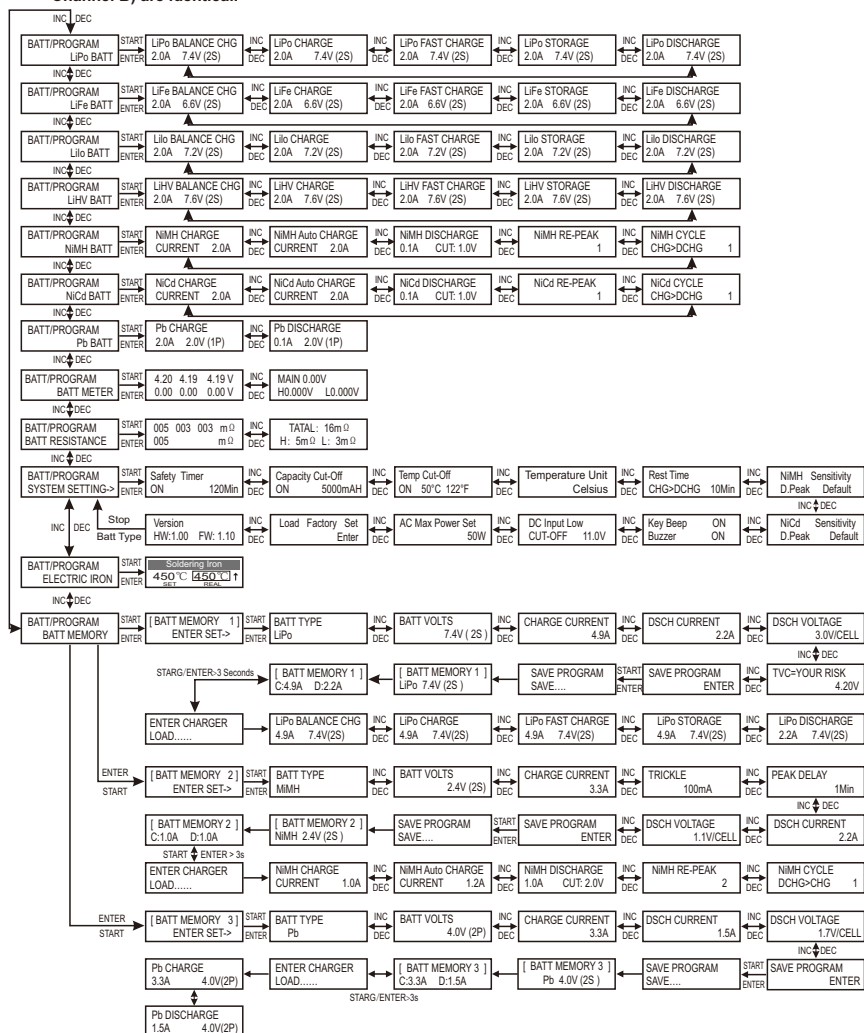 Channel B) are identical.
INC DEC
BATT/PROGRAM START LiPo BALANCE CHG INC LiPo CHARGE INC LiPo FAST CHARGE INC LiPo STORAGE INC LiPo DISCHARGE
LiPo BATT ENTER 2.0A 7.4V (2S) DEC 2.0A 7.4V (2S) DEC 2.0A 7.4V (2S) DEC 2.0A 7.4V (2S) DEC 2.0A 7.4V (2S)
INC DEC
BATT/PROGRAM START LiFe BALANCE CHG INC LiFe CHARGE INC LiFe FAST CHARGE INC LiFe STORAGE INC LiFe DISCHARGE
LiFe BATT ENTER 2.0A 6.6V (2S) DEC 2.0A 6.6V (2S) DEC 2.0A 6.6V (2S) DEC 2.0A 6.6V (2S) DEC 2.0A 6.6V (2S)
INC DEC
BATT/PROGRAM START LiIo BALANCE CHG INC LiIo CHARGE INC LiIo FAST CHARGE INC LiIo STORAGE INC LiIo DISCHARGE
LiIo BATT ENTER 2.0A 7.2V (2S) DEC 2.0A 7.2V (2S) DEC 2.0A 7.2V (2S) DEC 2.0A 7.2V (2S) DEC 2.0A 7.2V (2S)
INC DEC
BATT/PROGRAM START LiHV BALANCE CHG INC LiHV CHARGE INC LiHV FAST CHARGE INC LiHV STORAGE INC LiHV DISCHARGE
LiHV BATT ENTER 2.0A 7.6V (2S) DEC 2.0A 7.6V (2S) DEC 2.0A 7.6V (2S) DEC 2.0A 7.6V (2S) DEC 2.0A 7.6V (2S)
INC DEC
BATT/PROGRAM START NiMH CHARGE INC NiMH Auto CHARGE INC NiMH DISCHARGE INC NiMH RE-PEAK INC NiMH CYCLE
NiMH BATT ENTER CURRENT 2.0A DEC CURRENT 2.0A DEC 0.1A CUT: 1.0V DEC 1 DEC CHG>DCHG 1
INC DEC
BATT/PROGRAM START NiCd CHARGE INC NiCd Auto CHARGE INC NiCd DISCHARGE INC NiCd RE-PEAK INC NiCd CYCLE
NiCd BATT ENTER CURRENT 2.0A DEC CURRENT 2.0A DEC 0.1A CUT: 1.0V DEC 1 DEC CHG>DCHG 1
INC DEC
BATT/PROGRAM START Pb CHARGE INC Pb DISCHARGE
Pb BATT ENTER 2.0A 2.0V (1P) DEC 0.1A 2.0V (1P)
INC DEC
BATT/PROGRAM START 4.20 4.19 4.19 V INC MAIN 0.00V
BATT METER ENTER 0.00 0.00 0.00 V DEC H0.000V L0.000V
INC DEC
BATT/PROGRAM START 005 003 003 mΩ INC TATAL: 16mΩ
BATT RESISTANCE ENTER 005 mΩ DEC H: 5mΩ L: 3mΩ
INC DEC
BATT/PROGRAM START Safety Timer INC Capacity Cut-Off INC Temp Cut-Off INC Temperature Unit INC Rest Time INC NiMH Sensitivity
SYSTEM SETTING-> ENTER ON 120Min DEC ON 5000mAH DEC ON 50°C 122°F DEC Celsius DEC CHG>DCHG 10Min DEC D.Peak Default
INC DEC
INC DEC Stop Version INC Load Factory Set INC AC Max Power Set INC DC Input Low INC Key Beep ON INC NiCd Sensitivity
Batt Type HW:1.00 FW: 1.10 DEC Enter DEC 50W DEC CUT-OFF 11.0V DEC Buzzer ON DEC D.Peak Default
BATT/PROGRAM START Soldering Iron
ELECTRIC IRON ENTER 450℃ 450℃ ↑
SET REAL
INC DEC
BATT/PROGRAM START [ BATT MEMORY 1 ] START BATT TYPE INC BATT VOLTS INC CHARGE CURRENT INC DSCH CURRENT INC DSCH VOLTAGE
BATT MEMORY ENTER ENTER SET-> ENTER LiPo DEC 7.4V ( 2S ) DEC 4.9A DEC 2.2A DEC 3.0V/CELL
INC DEC
STARG/ENTER>3 Seconds [ BATT MEMORY 1 ] [ BATT MEMORY 1 ] SAVE PROGRAM START SAVE PROGRAM INC TVC=YOUR RISK
C:4.9A D:2.2A LiPo 7.4V (2S ) SAVE.... ENTER ENTER DEC 4.20V
ENTER CHARGER LiPo BALANCE CHG INC LiPo CHARGE INC LiPo FAST CHARGE INC LiPo STORAGE INC LiPo DISCHARGE
LOAD...... 4.9A 7.4V(2S) DEC 4.9A 7.4V(2S) DEC 4.9A 7.4V(2S) DEC 4.9A 7.4V(2S) DEC 2.2A 7.4V(2S)
ENTER [ BATT MEMORY 2 ] START BATT TYPE INC BATT VOLTS INC CHARGE CURRENT INC TRICKLE INC PEAK DELAY
START ENTER SET-> ENTER MiMH DEC 2.4V (2S) DEC 3.3A DEC 100mA DEC 1Min
INC DEC
[ BATT MEMORY 2 ] [ BATT MEMORY 2 ] SAVE PROGRAM START SAVE PROGRAM INC DSCH VOLTAGE INC DSCH CURRENT
C:1.0A D:1.0A NiMH 2.4V (2S ) SAVE.... ENTER ENTER DEC 1.1V/CELL DEC 2.2A
START ENTER > 3s
ENTER CHARGER NiMH CHARGE INC NiMH Auto CHARGE INC NiMH DISCHARGE INC NiMH RE-PEAK INC NiMH CYCLE
LOAD...... CURRENT 1.0A DEC CURRENT 1.2A DEC 1.0A CUT: 2.0V DEC 2 DEC DCHG>CHG 1
ENTER [ BATT MEMORY 3 ] START BATT TYPE INC BATT VOLTS INC CHARGE CURRENT INC DSCH CURRENT INC DSCH VOLTAGE
START ENTER SET-> ENTER Pb DEC 4.0V (2P) DEC 3.3A DEC 1.5A DEC 1.7V/CELL
INC DEC
Pb CHARGE ENTER CHARGER [ BATT MEMORY 3 ] [ BATT MEMORY 3 ] SAVE PROGRAM START SAVE PROGRAM
3.3A 4.0V(2P) LOAD...... C:3.3A D:1.5A Pb 4.0V (2S ) SAVE.... ENTER ENTER
STARG/ENTER>3s
Pb DISCHARGE
1.5A 4.0V(2P)